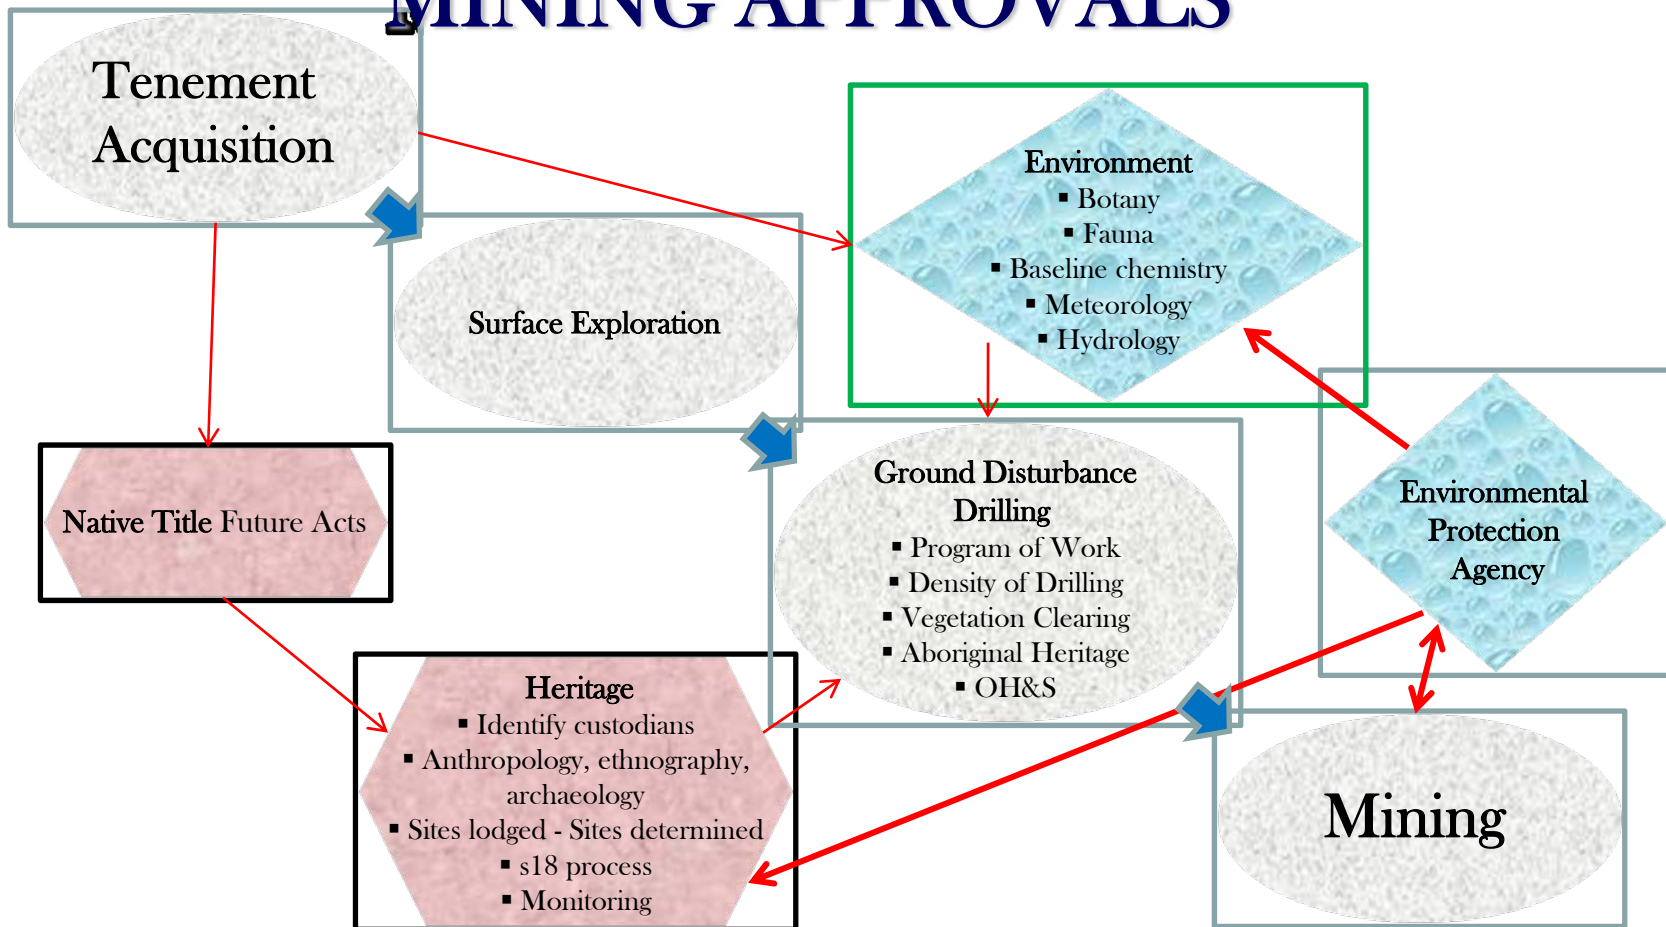 MINING APPROVALS
Tenement
Acquisition
Environment
▪ Botany
▪ Fauna
▪ Baseline chemistry
▪ Meteorology
▪ Hydrology
Surface Exploration
Native Title Future Acts
Ground Disturbance
Drilling
▪ Program of Work
▪ Density of Drilling
▪ Vegetation Clearing
▪ Aboriginal Heritage
▪ OH&S
Environmental
Protection
Agency
Heritage
▪ Identify custodians
▪ Anthropology, ethnography,
archaeology
▪ Sites lodged - Sites determined
▪ s18 process
▪ Monitoring
Mining